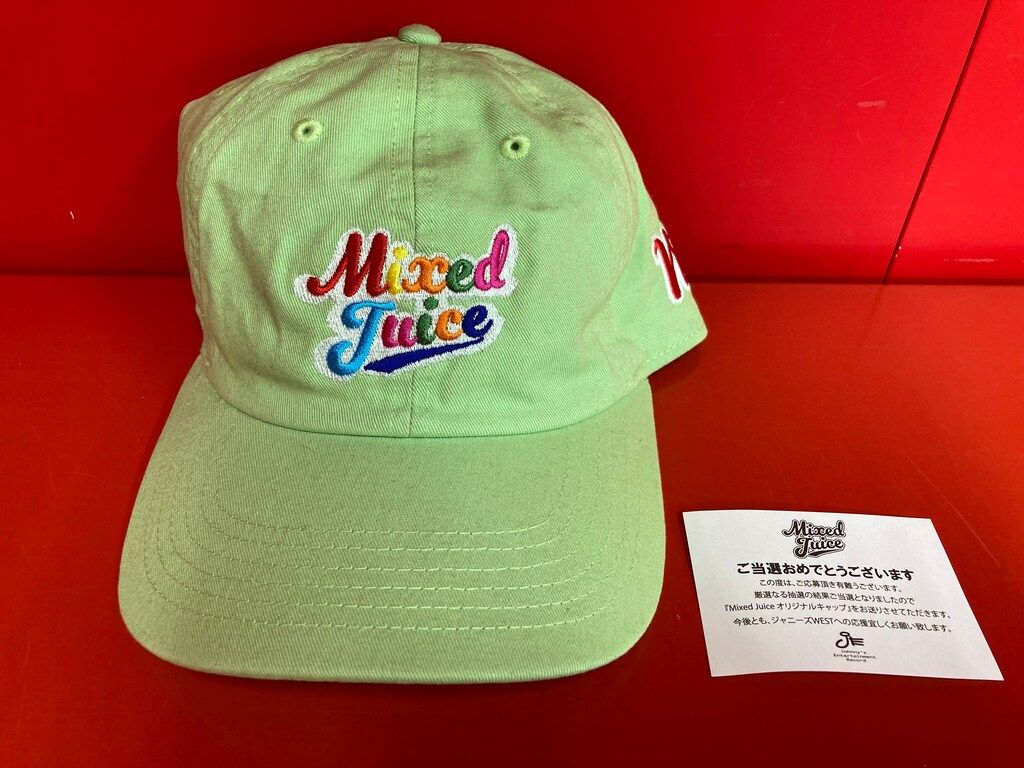 Mixed
Juice
Mixed
Juice
ご当選おめでとうございます
この度は、ご応募頂き有難うございます。
厳選なる抽選の結果ご当選となりましたので
『Mixed Juice オリジナルキャップ』をお送りさせてただきます。
今後とも、ジャニーズWESTへの応援宜しくお願い致します。
Johnny's
Entertainment
Record